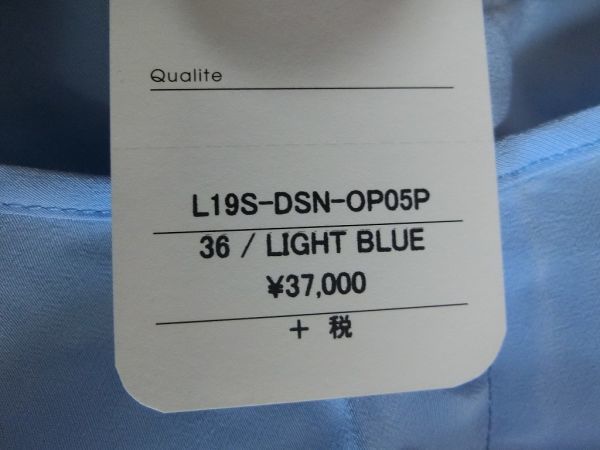 Qualite
L19S-DSN-OP05P
36 / LIGHT BLUE
¥37,000
+ 税